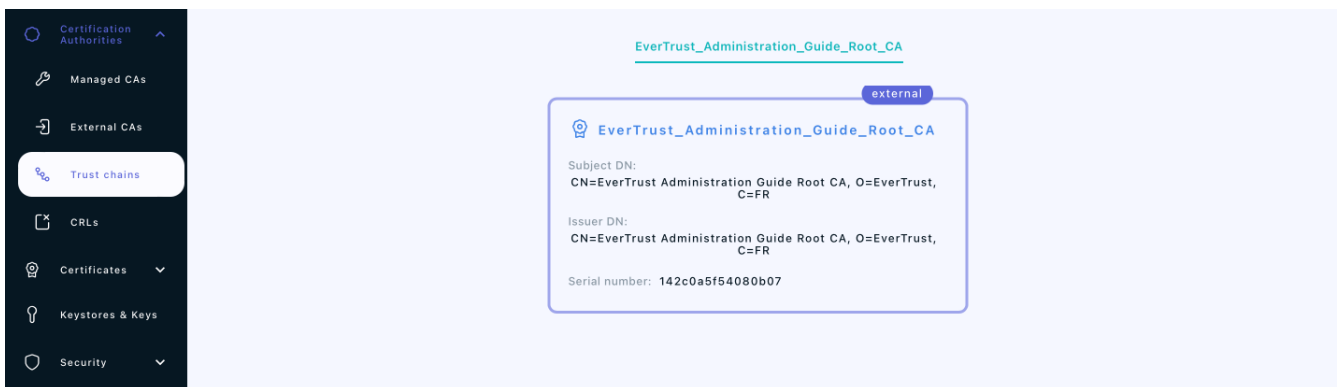 Certification
Authorities
Managed CAs
External CAs
Trust chains
CRLs
Certificates
Keystores & Keys
Security
EverTrust_Administration_Guide_Root_CA
external
EverTrust_Administration_Guide_Root_CA
Subject DN:
CN=EverTrust Administration Guide Root CA, O=EverTrust,
C=FR
Issuer DN:
CN=EverTrust Administration Guide Root CA, O=EverTrust,
C=FR
Serial number: 142c0a5f54080b07